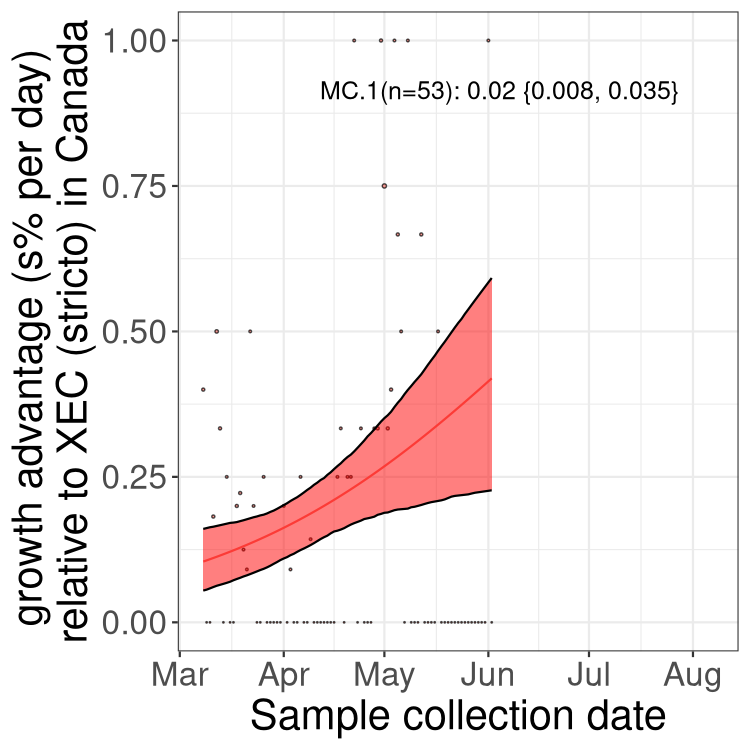 growth advantage (s% per day)
relative to XEC (stricto) in Canada
1.00
0.75
0.50
0.25
0.00
MC.1(n=53): 0.02 {0.008, 0.035}
Mar Apr May Jun Jul Aug
Sample collection date